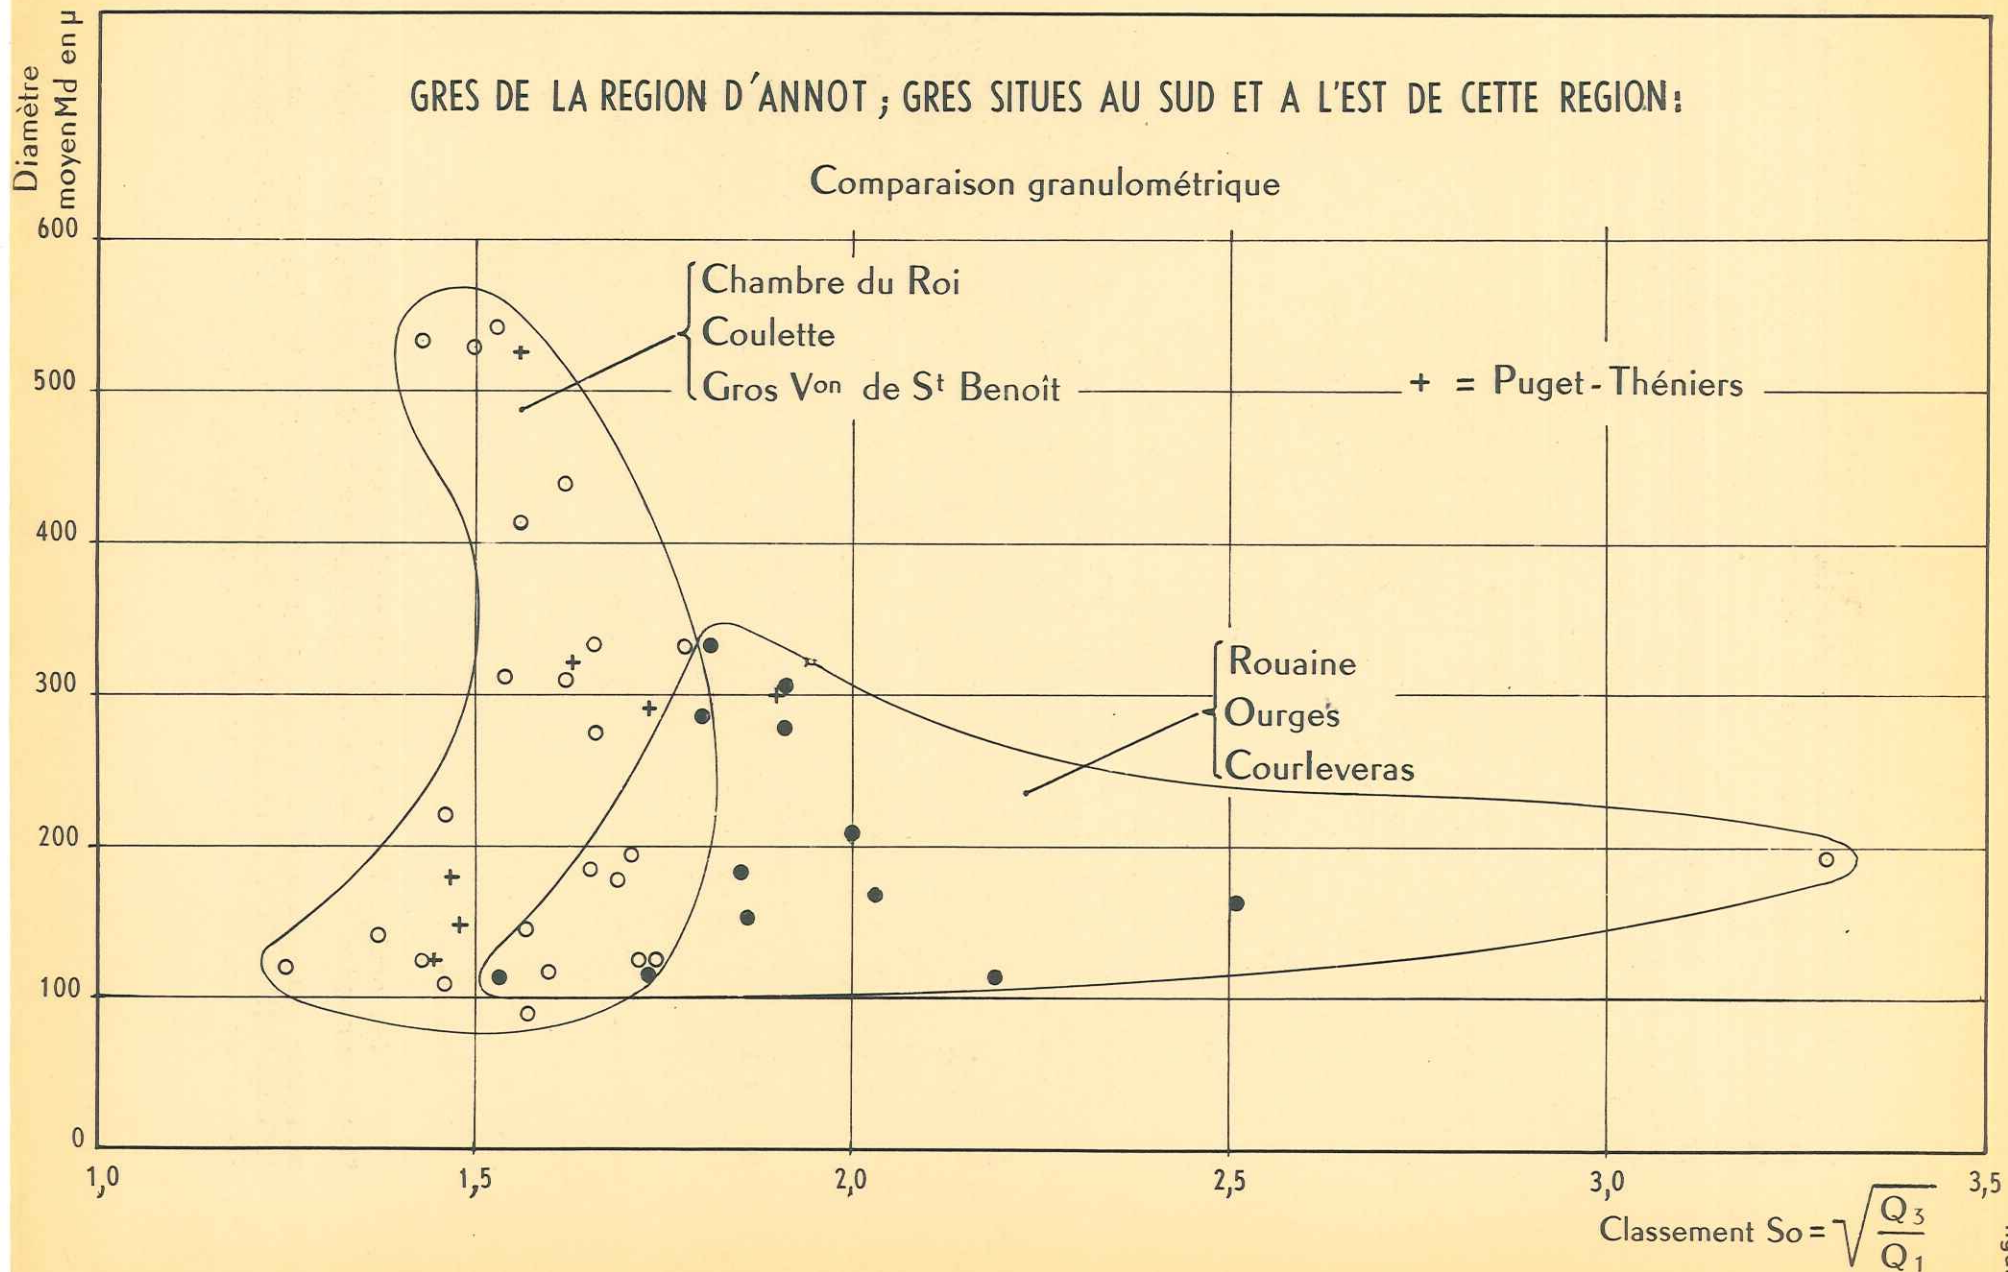 Diamètre
moyen Md en µ
GRES DE LA REGION D'ANNOT ; GRES SITUES AU SUD ET A L'EST DE CETTE REGION :
Comparaison granulométrique
600
500
400
300
200
100
0
Chambre du Roi
Coulette
Gros Von de St Benoît
+ = Puget-Théniers
Rouaine
Ourgès
Courleveras
1,0
1,5
2,0
2,5
3,0
3,5
Classement So = √ Q3
Q1